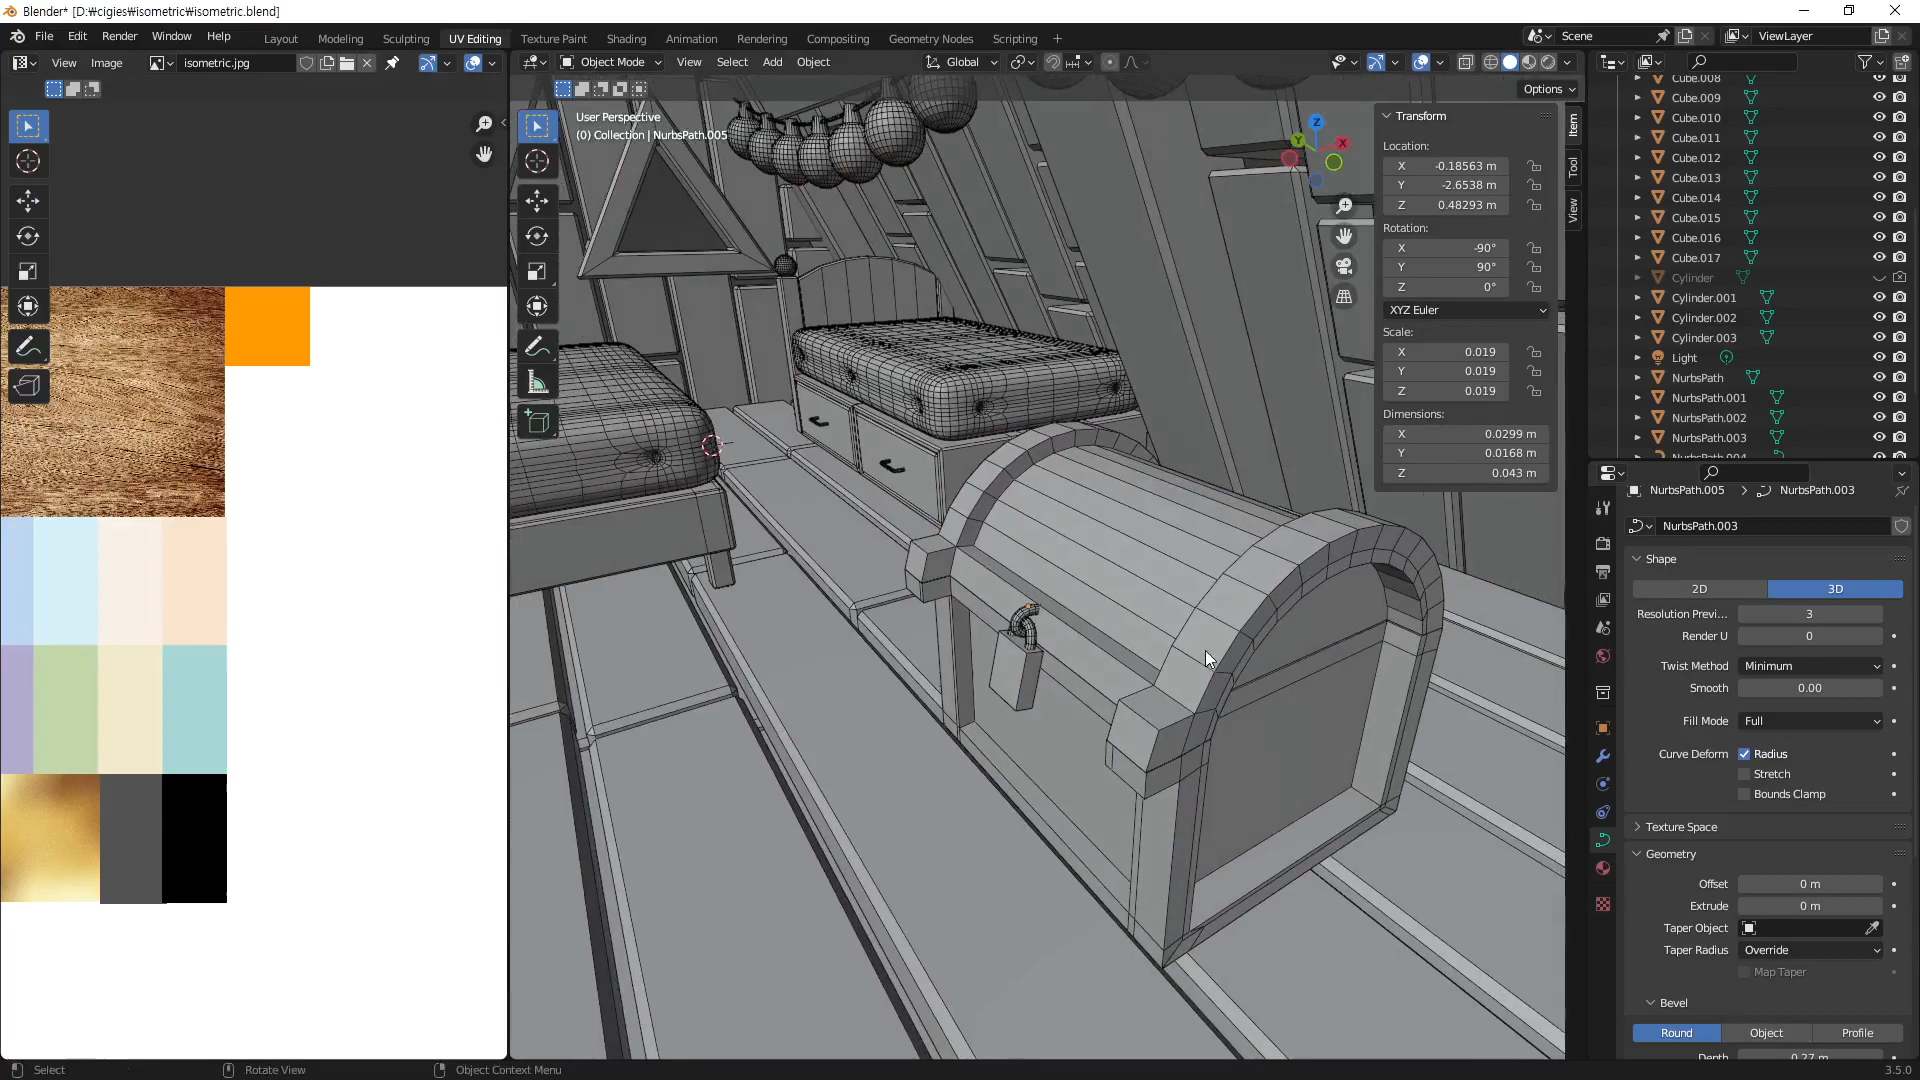 Blender* [D:₩cigies₩isometric₩isometric.blend]
File Edit Render Window Help Layout Modeling Sculpting UV Editing Texture Paint Shading Animation Rendering Compositing Geometry Nodes Scripting + Scene ViewLayer
View Image isometric.jpg Object Mode View Select Add Object Global
Options
User Perspective
(0) Collection | NurbsPath.005
Transform
Location:
X -0.18563 m
Y -2.6538 m
Z 0.48293 m
Rotation:
X -90°
Y 90°
Z 0°
XYZ Euler
Scale:
X 0.019
Y 0.019
Z 0.019
Dimensions:
X 0.0299 m
Y 0.0168 m
Z 0.043 m
Item
Tool
View
Z
Y
X
Cube.008
Cube.009
Cube.010
Cube.011
Cube.012
Cube.013
Cube.014
Cube.015
Cube.016
Cube.017
Cylinder
Cylinder.001
Cylinder.002
Cylinder.003
Light
NurbsPath
NurbsPath.001
NurbsPath.002
NurbsPath.003
NurbsPath.004
NurbsPath.005 > NurbsPath.003
NurbsPath.003
Shape
2D 3D
Resolution Previ... 3
Render U 0
Twist Method Minimum
Smooth 0.00
Fill Mode Full
Curve Deform Radius
Stretch
Bounds Clamp
Texture Space
Geometry
Offset 0 m
Extrude 0 m
Taper Object
Taper Radius Override
Map Taper
Bevel
Round Object Profile
Depth 0.27 m
Select Rotate View Object Context Menu 3.5.0